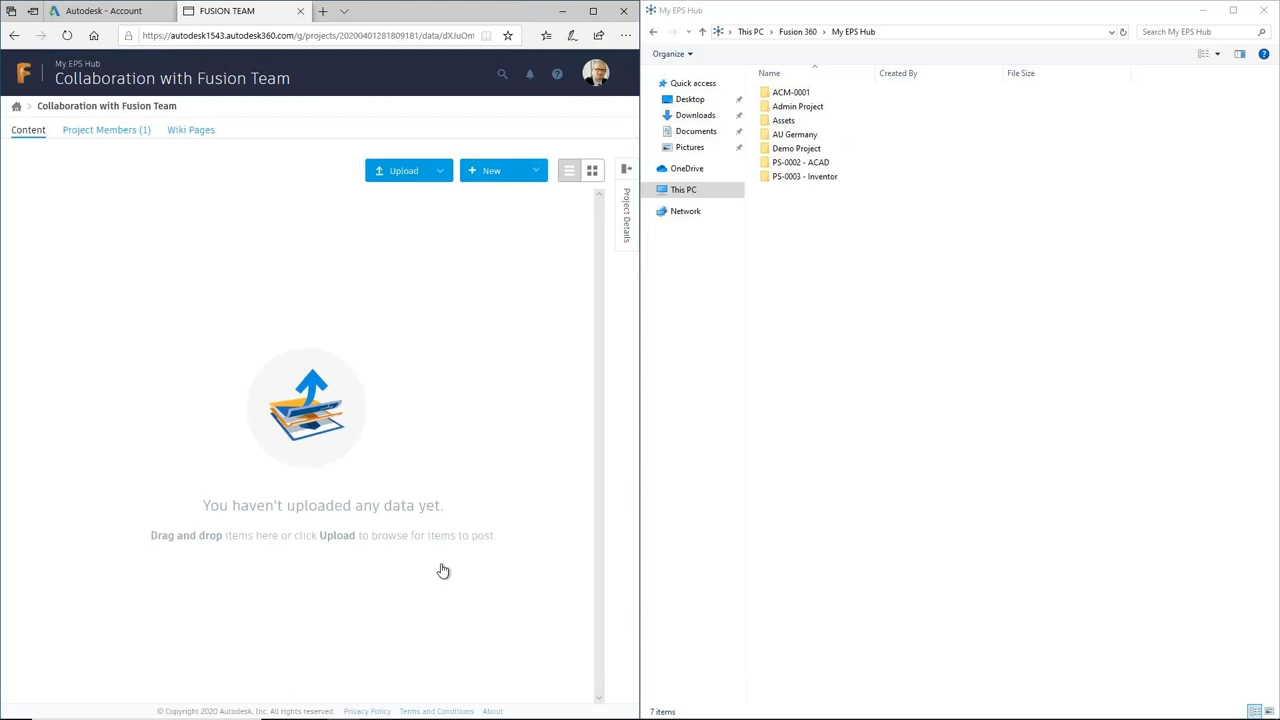 Autodesk - Account
FUSION TEAM
https://autodesk1543.autodesk360.com/g/projects/20200401281809181/data/dXJuOm
My EPS Hub
Collaboration with Fusion Team
Collaboration with Fusion Team
Content
Project Members (1)
Wiki Pages
Upload
New
Project Details
You haven't uploaded any data yet.
Drag and drop items here or click Upload to browse for items to post.
© Copyright 2020 Autodesk, Inc. All rights reserved. Privacy Policy Terms and Conditions About
My EPS Hub
This PC > Fusion 360 > My EPS Hub
Search My EPS Hub
Organize
Name
Created By
File Size
Quick access
Desktop
Downloads
Documents
Pictures
OneDrive
This PC
Network
ACM-0001
Admin Project
Assets
AU Germany
Demo Project
PS-0002 - ACAD
PS-0003 - Inventor
7 items